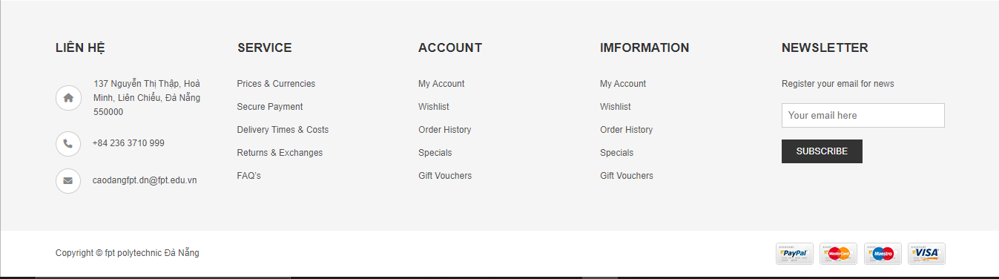 LIÊN HỆ
137 Nguyễn Thị Thập, Hoà
Minh, Liên Chiểu, Đà Nẵng
550000
+84 236 3710 999
caodangfpt.dn@fpt.edu.vn
SERVICE
Prices & Currencies
Secure Payment
Delivery Times & Costs
Returns & Exchanges
FAQ's
ACCOUNT
My Account
Wishlist
Order History
Specials
Gift Vouchers
IMFORMATION
My Account
Wishlist
Order History
Specials
Gift Vouchers
NEWSLETTER
Register your email for news
Your email here
SUBSCRIBE
Copyright © fpt polytechnic Đà Nẵng
PayPal
MasterCard
Maestro
VISA